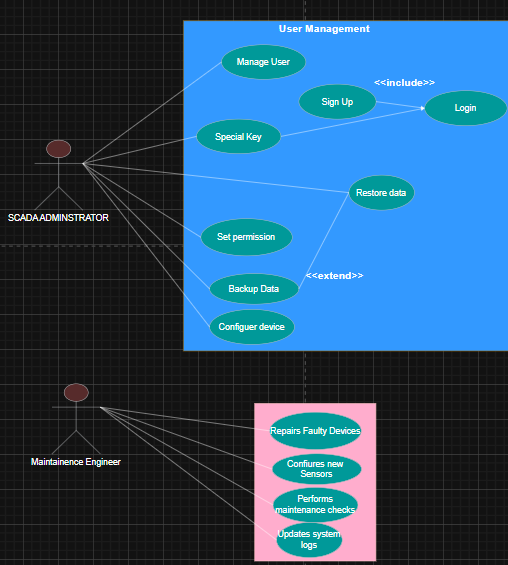 User Management
Manage User
<<include>>
Sign Up
Login
Special Key
Restore data
SCADA ADMINSTRATOR
Set permission
<<extend>>
Backup Data
Configuer device
Maintainence Engineer
Repairs Faulty Devices
Confiures new
Sensors
Performs
maintenance checks
Updates system
logs